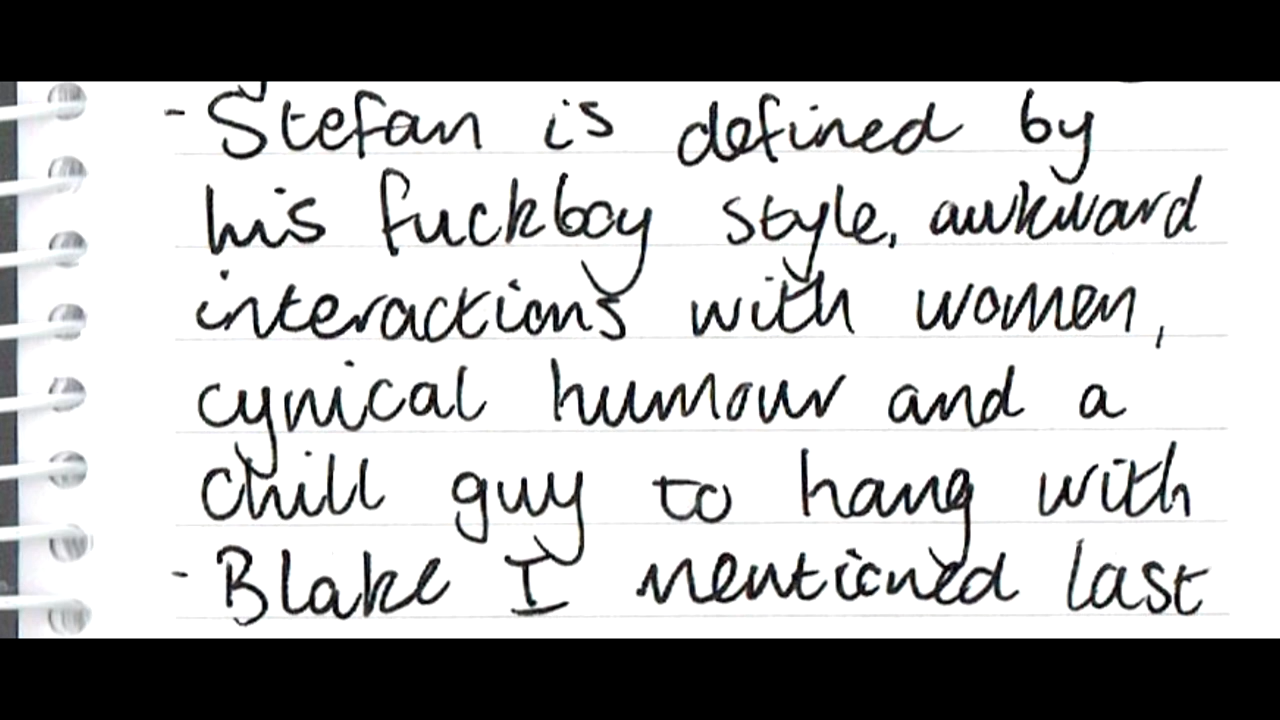 - Stefan is defined by
his fuckboy style, awkward
interactions with women,
cynical humour and a
chill guy to hang with
- Blake I mentioned last